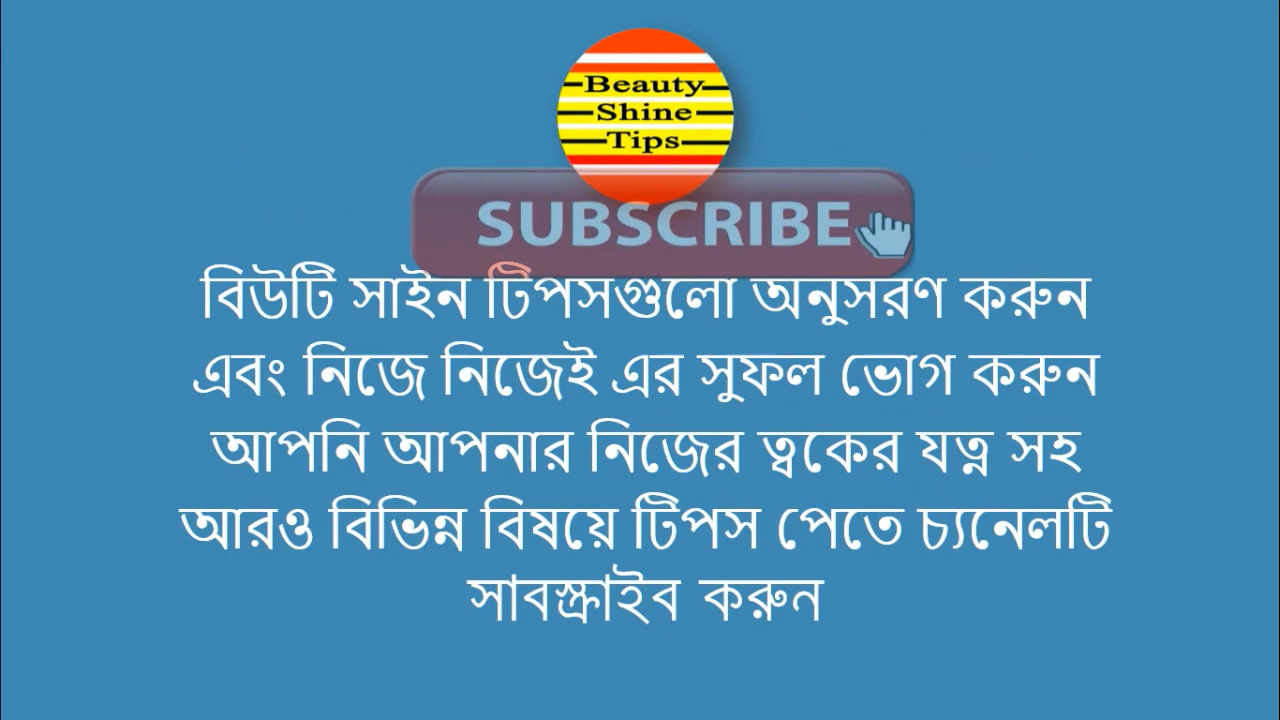 Beauty
Shine
Tips
SUBSCRIBE
বিউটি সাইন টিপসগুলো অনুসরণ করুন
এবং নিজে নিজেই এর সুফল ভোগ করুন
আপনি আপনার নিজের ত্বকের যত্ন সহ
আরও বিভিন্ন বিষয়ে টিপস পেতে চ্যনেলটি
সাবস্ক্রাইব করুন